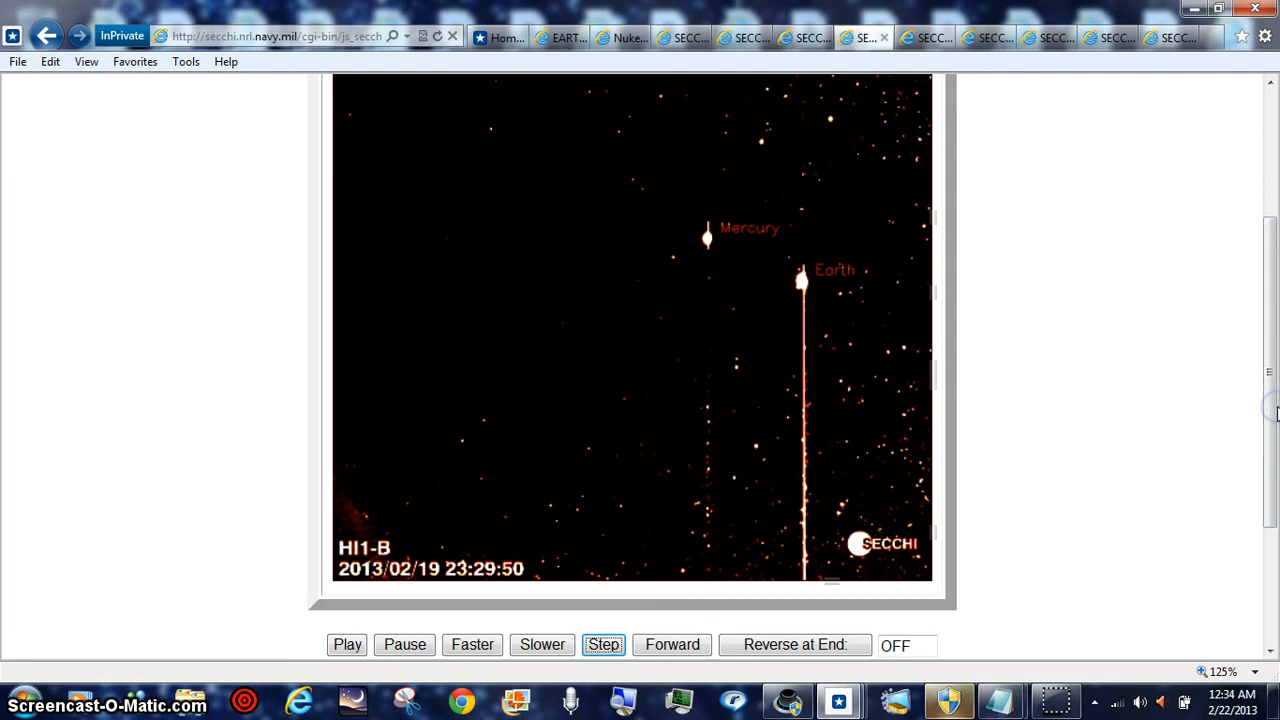 InPrivate
http://secchi.nrl.navy.mil/cgi-bin/js_secch
Hom...
EART...
Nuke...
SECC...
SECC...
SECC...
SE...
SECC...
SECC...
SECC...
SECC...
SECC...
File
Edit
View
Favorites
Tools
Help
Mercury
Earth
HI1-B
SECCHI
2013/02/19 23:29:50
Play
Pause
Faster
Slower
Step
Forward
Reverse at End:
OFF
125%
Screencast-O-Matic.com
12:34 AM
2/22/2013